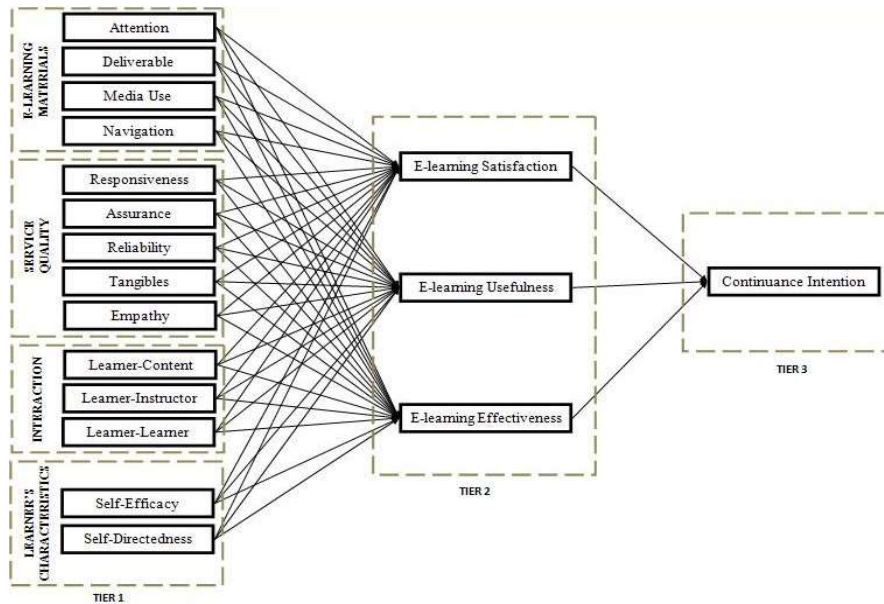 E-LEARNING
MATERIALS
Attention
Deliverable
Media Use
Navigation
SERVICE
QUALITY
Responsiveness
Assurance
Reliability
Tangibles
Empathy
INTERACTION
Learner-Content
Learner-Instructor
Learner-Learner
LEARNER'S
CHARACTERISTICS
Self-Efficacy
Self-Directedness
TIER 1
E-learning Satisfaction
E-learning Usefulness
E-learning Effectiveness
TIER 2
Continuance Intention
TIER 3